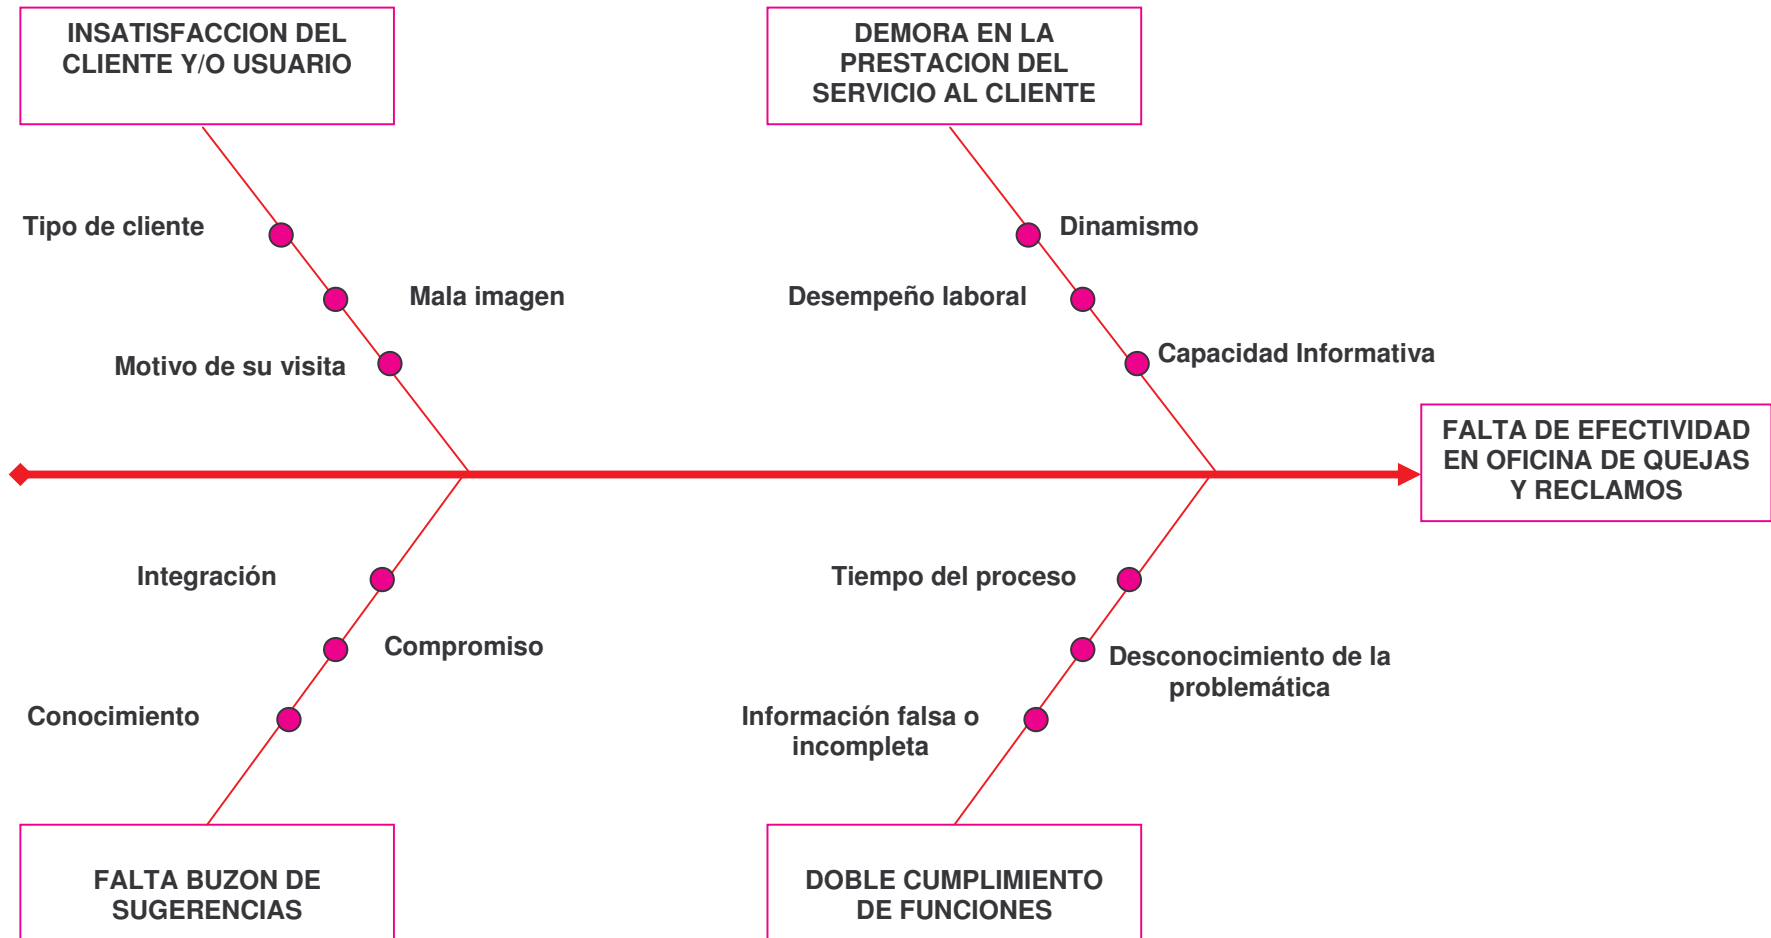 INSATISFACCION DEL
CLIENTE Y/O USUARIO
DEMORA EN LA
PRESTACION DEL
SERVICIO AL CLIENTE
Tipo de cliente
Dinamismo
Mala imagen
Desempeño laboral
Motivo de su visita
Capacidad Informativa
FALTA DE EFECTIVIDAD
EN OFICINA DE QUEJAS
Y RECLAMOS
Integración
Tiempo del proceso
Compromiso
Desconocimiento de la
problemática
Conocimiento
Información falsa o
incompleta
FALTA BUZON DE
SUGERENCIAS
DOBLE CUMPLIMIENTO
DE FUNCIONES